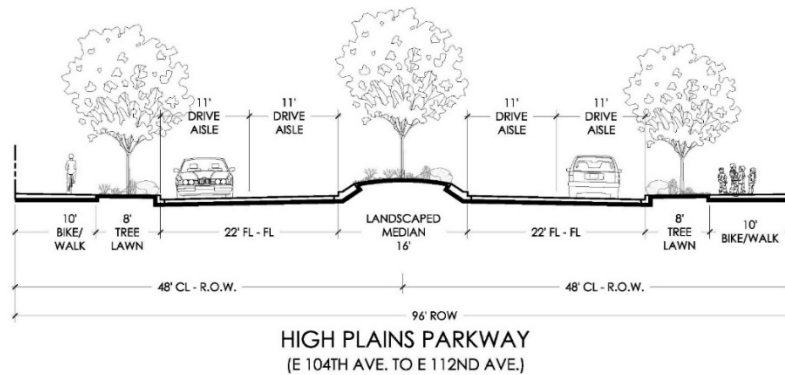 11'
DRIVE
AISLE
11'
DRIVE
AISLE
11'
DRIVE
AISLE
11'
DRIVE
AISLE
10'
BIKE/
WALK
8'
TREE
LAWN
22' FL - FL
LANDSCAPED
MEDIAN
16'
22' FL - FL
8'
TREE
LAWN
10'
BIKE/WALK
48' CL - R.O.W.
48' CL - R.O.W.
96' ROW
HIGH PLAINS PARKWAY
(E 104TH AVE. TO E 112ND AVE.)